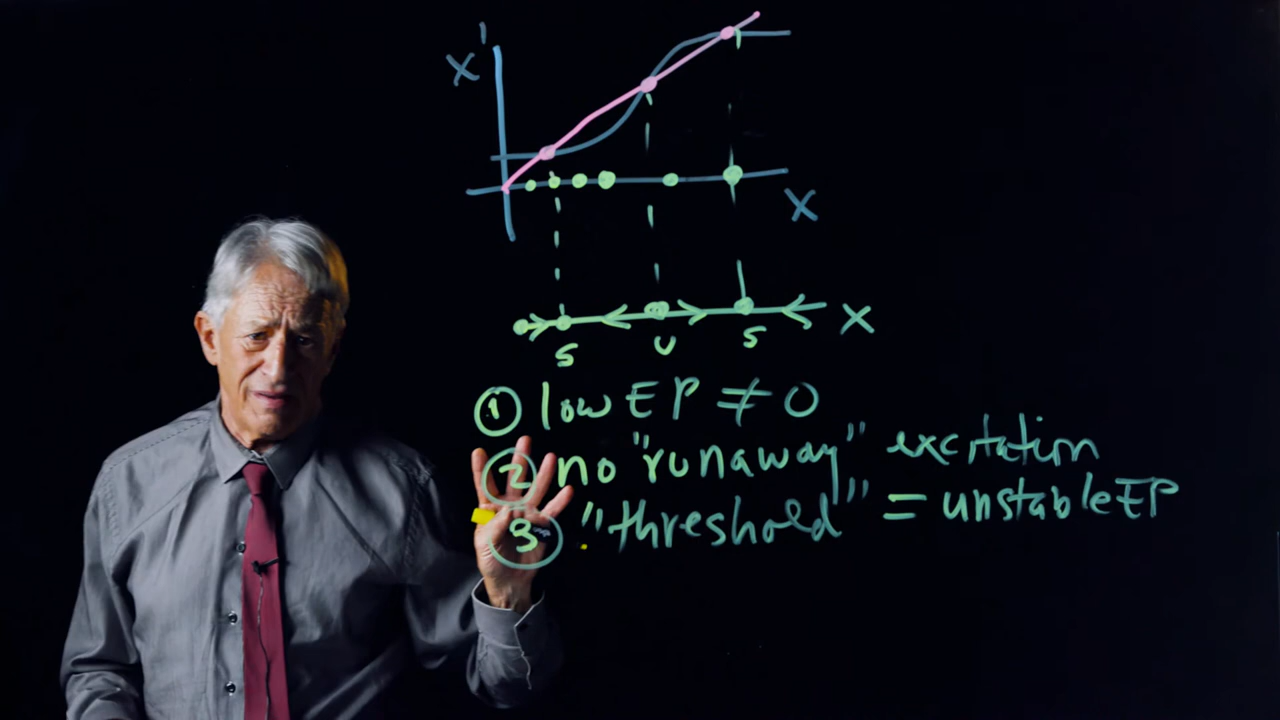 X'
X
X
S U S
① low EP ≠ 0
② no "runaway" excitation
③ "threshold" = unstable EP